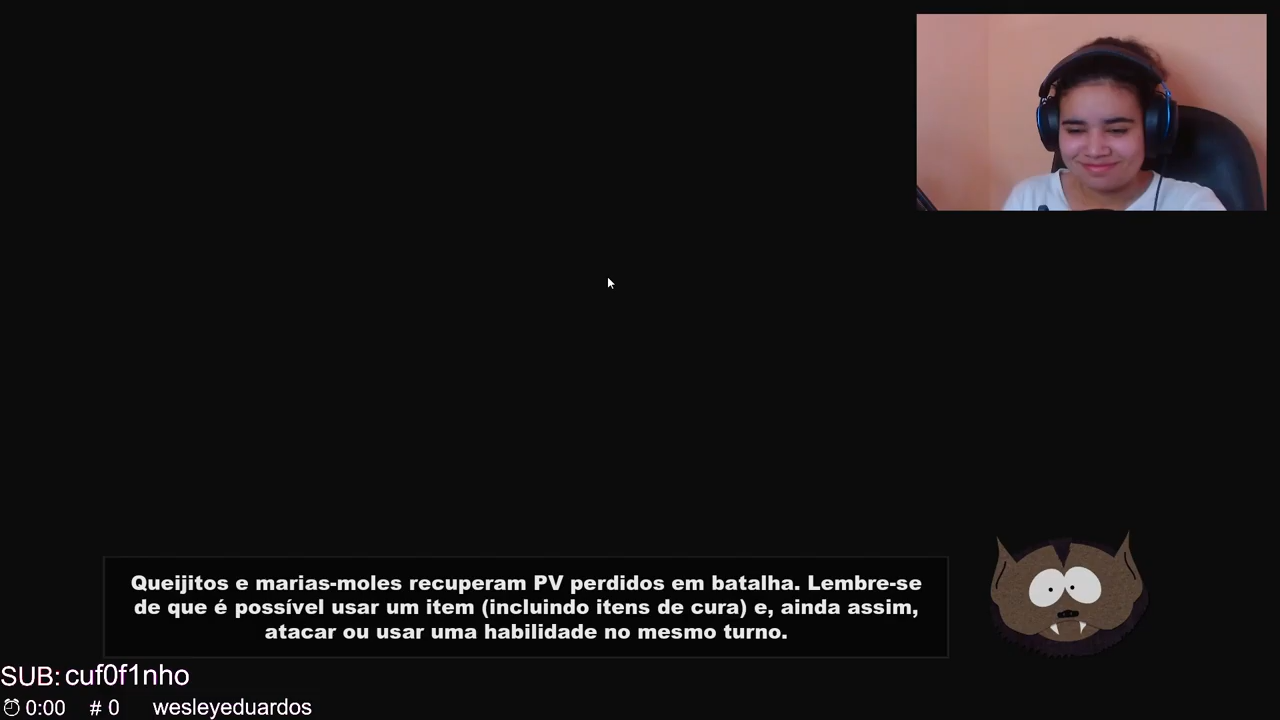 Queijitos e marias-moles recuperam PV perdidos em batalha. Lembre-se
de que é possível usar um item (incluindo itens de cura) e, ainda assim,
atacar ou usar uma habilidade no mesmo turno.
SUB: cuf0f1nho
0:00 # 0 wesleyeduardos